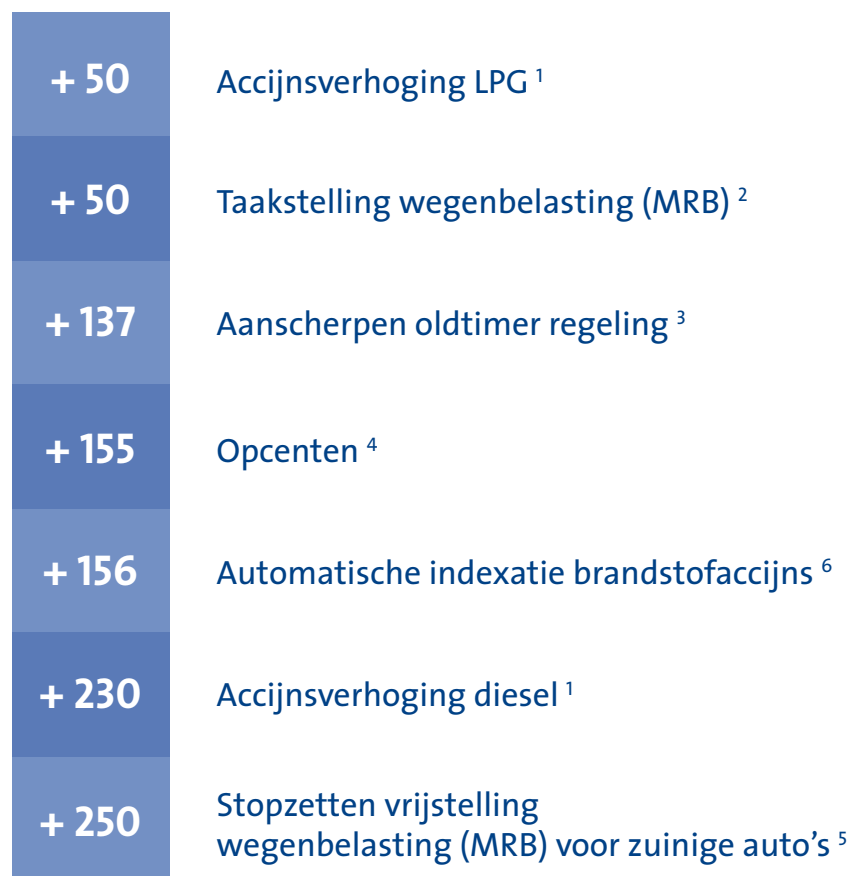 + 50 Accijnsverhoging LPG ¹
+ 50 Taakstelling wegenbelasting (MRB) ²
+ 137 Aanscherpen oldtimer regeling ³
+ 155 Opcenten ⁴
+ 156 Automatische indexatie brandstofaccijns ⁶
+ 230 Accijnsverhoging diesel ¹
+ 250 Stopzetten vrijstelling
wegenbelasting (MRB) voor zuinige auto's ⁵